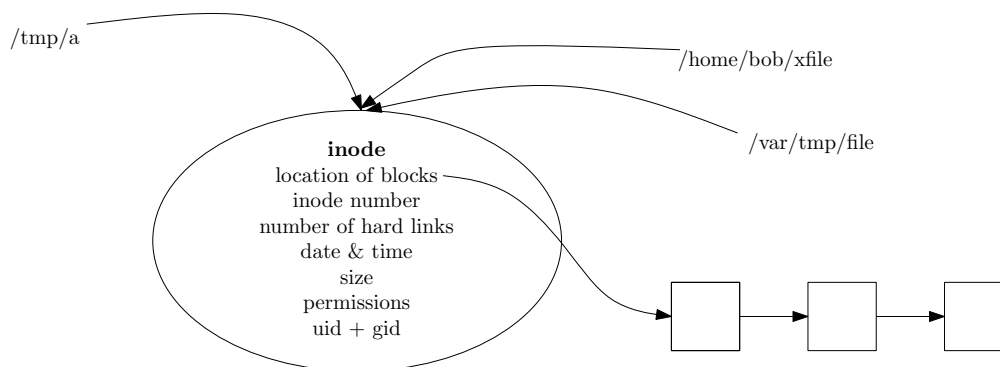 /tmp/a
/home/bob/xfile
/var/tmp/file
inode
location of blocks
inode number
number of hard links
date & time
size
permissions
uid + gid